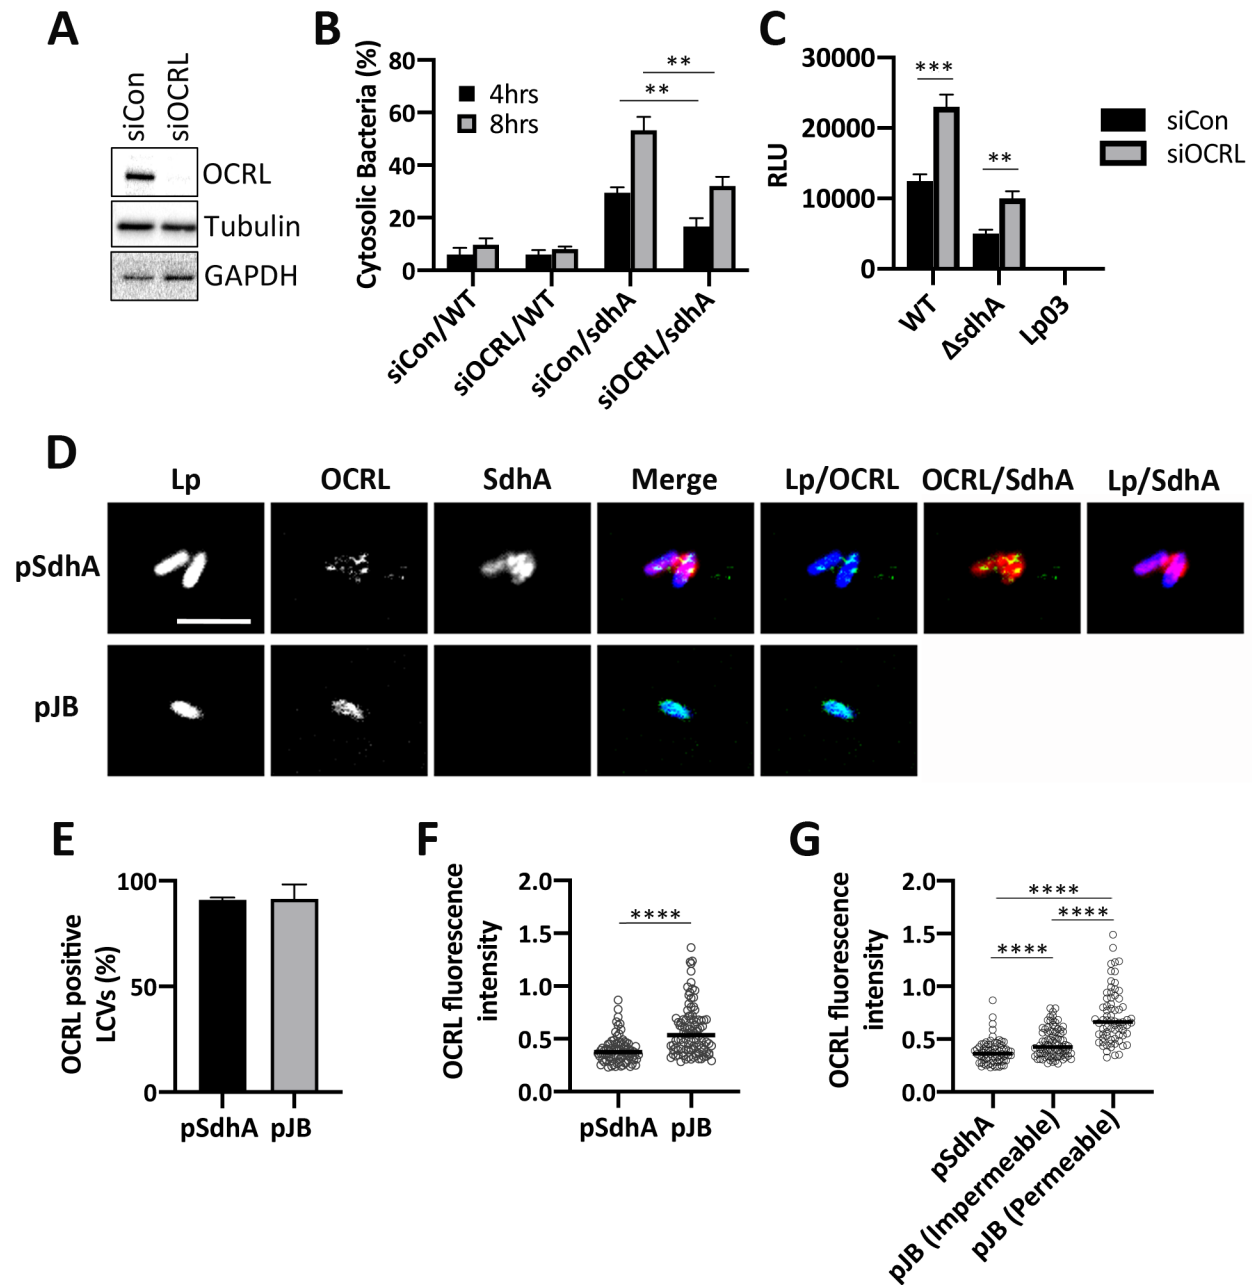 A
siCon
siOCRL
OCRL
Tubulin
GAPDH
B
Cytosolic Bacteria (%)
80
60
40
20
0
4hrs
8hrs
**
**
siCon/WT
siOCRL/WT
siCon/sdhA
siOCRL/sdhA
C
RLU
30000
20000
10000
0
***
**
WT
ΔsdhA
Lp03
siCon
siOCRL
D
Lp
OCRL
SdhA
Merge
Lp/OCRL
OCRL/SdhA
Lp/SdhA
pSdhA
pJB
E
OCRL positive
LCVs (%)
100
50
0
pSdhA
pJB
F
OCRL fluorescence
intensity
2.0
1.5
1.0
0.5
0.0
****
pSdhA
pJB
G
OCRL fluorescence
intensity
2.0
1.5
1.0
0.5
0.0
****
****
****
pSdhA
pJB (Impermeable)
pJB (Permeable)